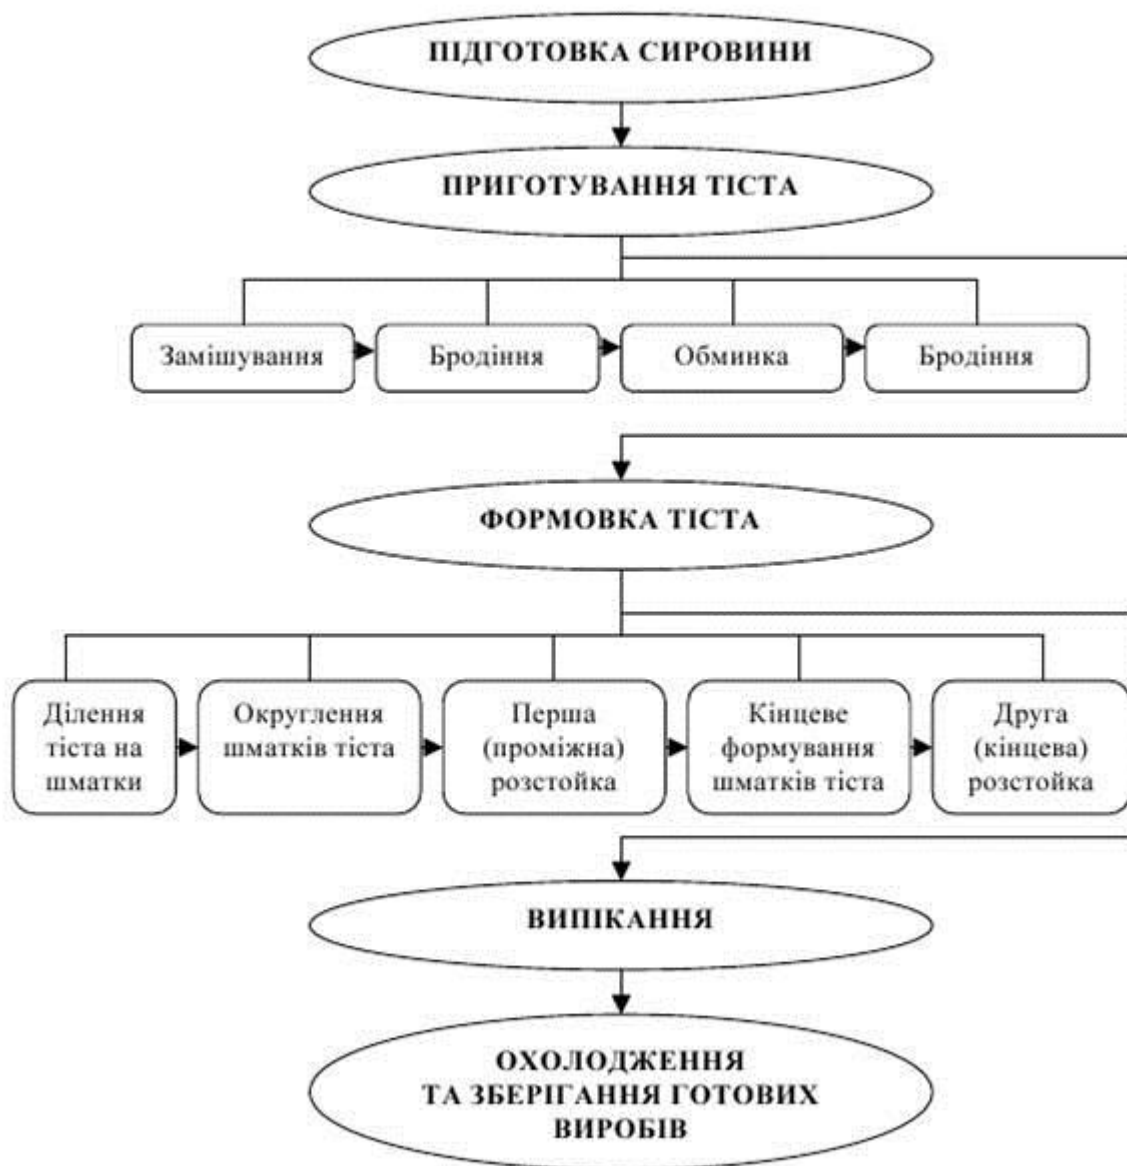 ПІДГОТОВКА СИРОВИНИ
ПРИГОТУВАННЯ ТІСТА
Замішування
Бродіння
Обминка
Бродіння
ФОРМОВКА ТІСТА
Ділення
тіста на
шматки
Округлення
шматків тіста
Перша
(проміжна)
розстойка
Кінцеве
формування
шматків тіста
Друга
(кінцева)
розстойка
ВИПІКАННЯ
ОХОЛОДЖЕННЯ
ТА ЗБЕРІГАННЯ ГОТОВИХ
ВИРОБІВ